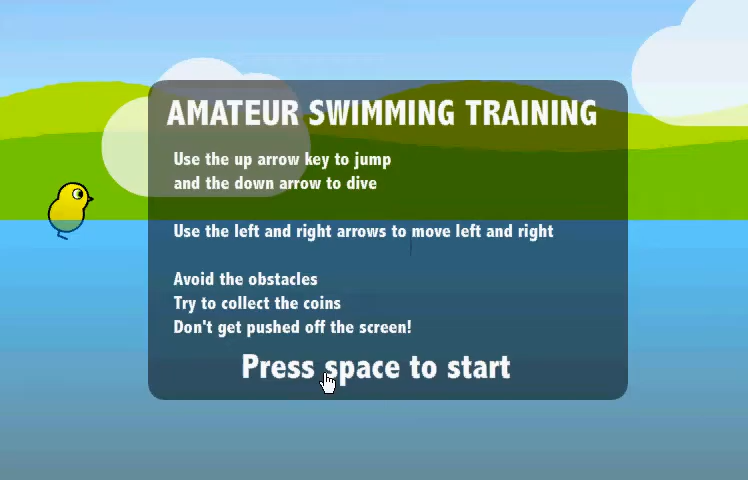 AMATEUR SWIMMING TRAINING
Use the up arrow key to jump
and the down arrow to dive
Use the left and right arrows to move left and right
Avoid the obstacles
Try to collect the coins
Don't get pushed off the screen!
Press space to start